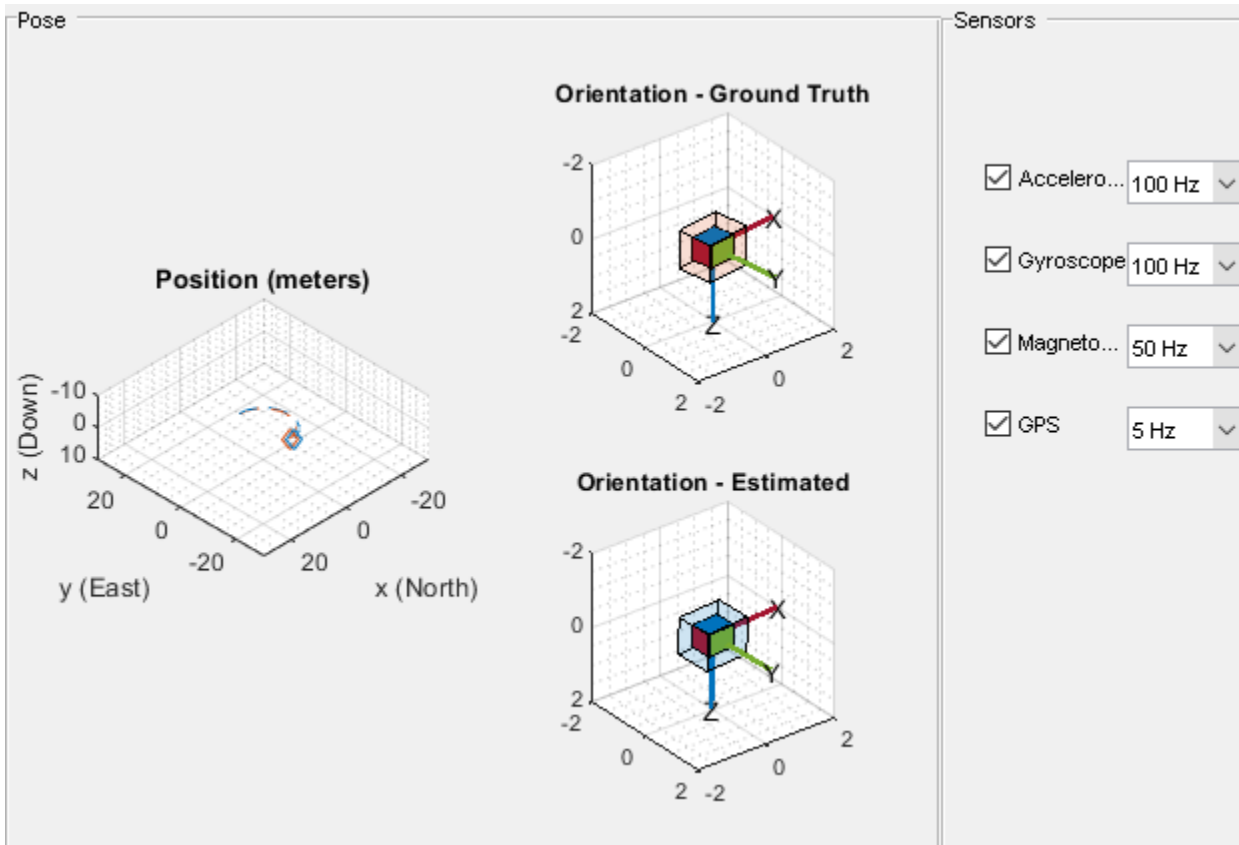 Pose
Position (meters)
-10
0
10
z (Down)
20
0
-20
y (East)
-20
0
20
x (North)
Orientation - Ground Truth
-2
0
2
-2
0
2
-2
0
2
X
Y
Z
Orientation - Estimated
-2
0
2
-2
0
2
-2
0
2
X
Y
Z
Sensors
Accelero... 100 Hz
Gyroscope 100 Hz
Magneto... 50 Hz
GPS 5 Hz